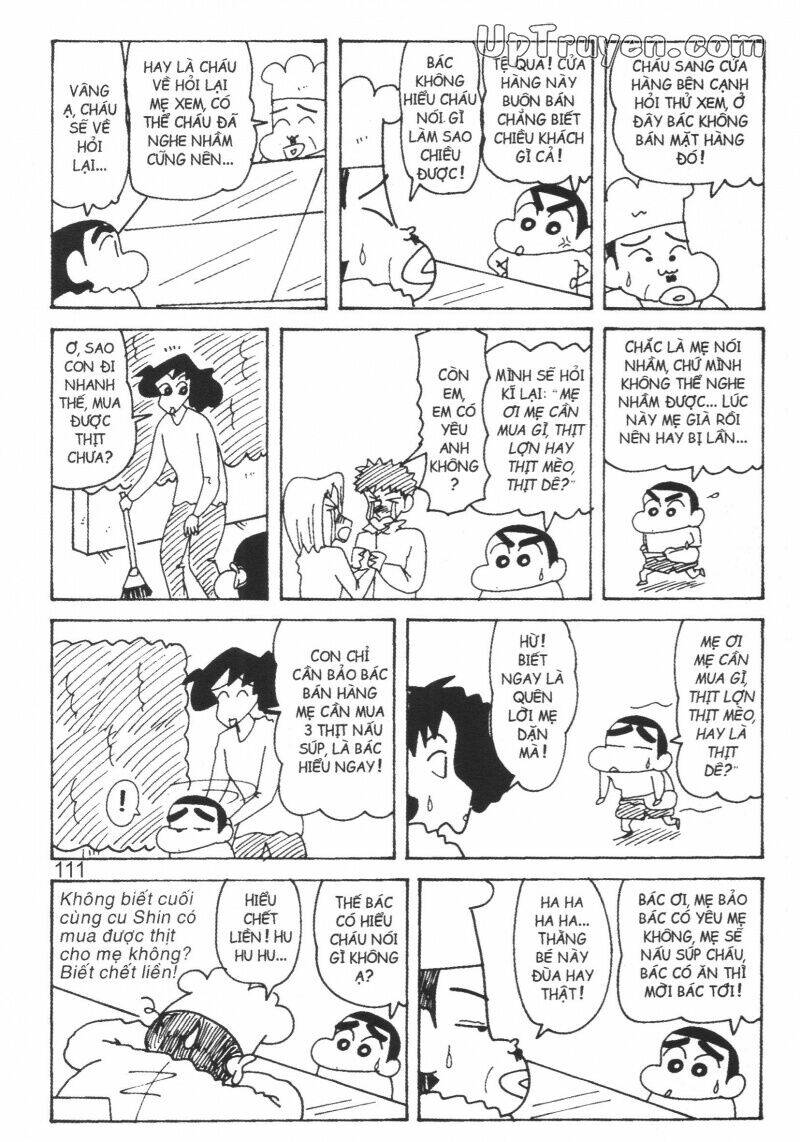 UpTruyen.com
CHÁU SANG CỬA
HÀNG BÊN CẠNH
HỎI THỬ XEM, Ở
ĐÂY BÁC KHÔNG
BÁN MẶT HÀNG
ĐÓ!
TỆ QUÁ! CỬA
HÀNG NÀY
BUÔN BÁN
CHẲNG BIẾT
CHIỀU KHÁCH
GÌ CẢ!
BÁC
KHÔNG
HIỂU CHÁU
NÓI GÌ
LÀM SAO
CHIỀU
ĐƯỢC!
HAY LÀ CHÁU
VỀ HỎI LẠI
MẸ XEM, CÓ
THỂ CHÁU ĐÃ
NGHE NHẦM
CŨNG NÊN...
VÂNG
Ạ, CHÁU
SẼ VỀ
HỎI
LẠI...
CHẮC LÀ MẸ NÓI
NHẦM, CHỨ MÌNH
KHÔNG THỂ NGHE
NHẦM ĐƯỢC... LÚC
NÀY MẸ GIÀ RỒI
NÊN HAY BỊ LẪN...
MÌNH SẼ HỎI
KĨ LẠI: "MẸ
ƠI MẸ CẦN
MUA GÌ, THỊT
LỢN HAY
THỊT MÈO,
THỊT DÊ?"
CÒN
EM,
EM CÓ
YÊU
ANH
KHÔNG
?
Ơ, SAO
CON ĐI
NHANH
THẾ, MUA
ĐƯỢC
THỊT
CHƯA?
MẸ ƠI
MẸ CẦN
MUA GÌ,
THỊT LỢN
THỊT MÈO,
HAY LÀ
THỊT
DÊ?"
HỪ!
BIẾT
NGAY LÀ
QUÊN
LỜI MẸ
DẶN
MÀ!
CON CHỈ
CẦN BẢO BÁC
BÁN HÀNG
MẸ CẦN MUA
3 THỊT NẤU
SÚP, LÀ BÁC
HIỂU NGAY!
!
111
BÁC ƠI, MẸ BẢO
BÁC CÓ YÊU MẸ
KHÔNG, MẸ SẼ
NẤU SÚP CHÁU,
BÁC CÓ ĂN THÌ
MỜI BÁC TỚI!
HA HA
HA HA...
THẰNG
BÉ NÀY
ĐÙA HAY
THẬT!
THẾ BÁC
CÓ HIỂU
CHÁU NÓI
GÌ KHÔNG
Ạ?
HIỂU
CHẾT
LIỀN! HU
HU HU...
Không biết cuối
cùng cu Shin có
mua được thịt
cho mẹ không?
Biết chết liền!